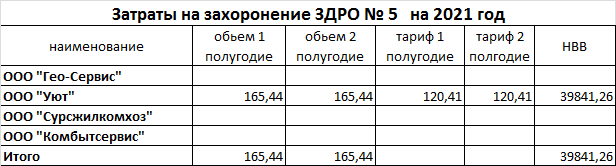 Затраты на захоронение ЗДРО № 5 на 2021 год
наименование обьем 1 полугодие обьем 2 полугодие тариф 1 полугодие тариф 2 полгодие НВВ
ООО "Гео-Сервис"
ООО "Уют" 165,44 165,44 120,41 120,41 39841,26
ООО "Сурсжилкомхоз"
ООО "Комбытсервис"
Итого 165,44 165,44 39841,26